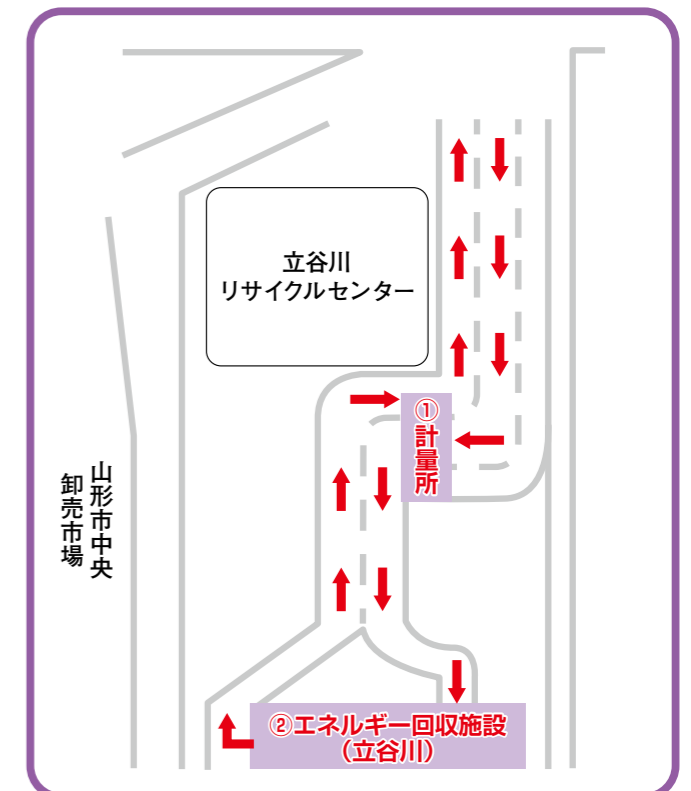 立谷川
リサイクルセンター
①計量所
山形市中央
卸売市場
②エネルギー回収施設
（立谷川）